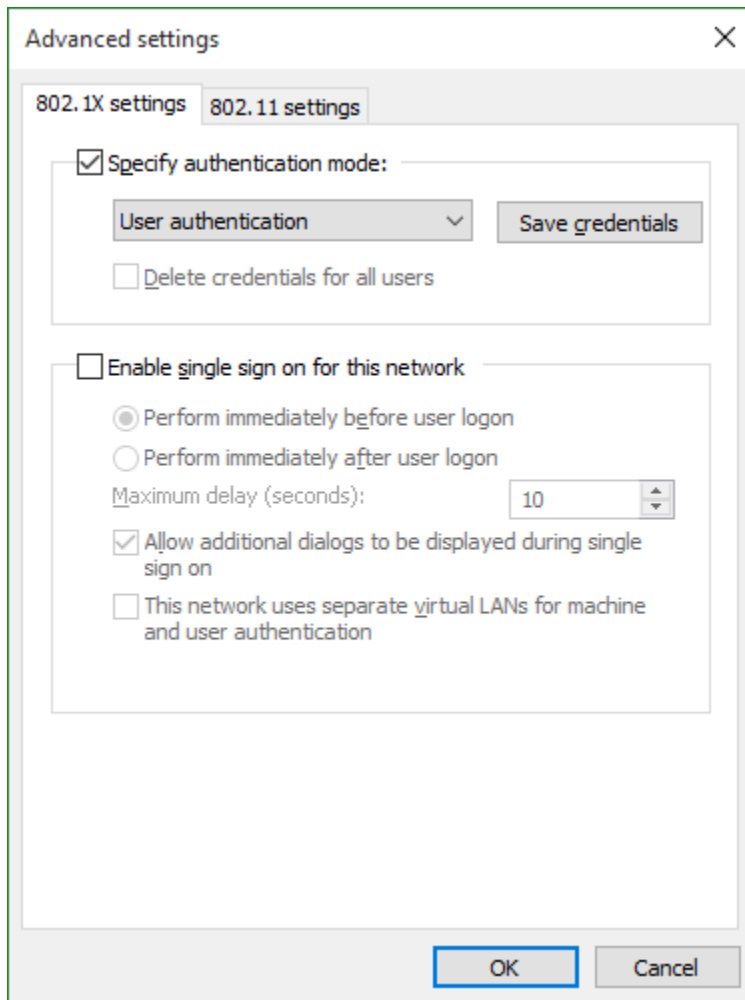 Advanced settings
802.1X settings
802.11 settings
Specify authentication mode:
User authentication
Save credentials
Delete credentials for all users
Enable single sign on for this network
Perform immediately before user logon
Perform immediately after user logon
Maximum delay (seconds):
10
Allow additional dialogs to be displayed during single
sign on
This network uses separate virtual LANs for machine
and user authentication
OK
Cancel